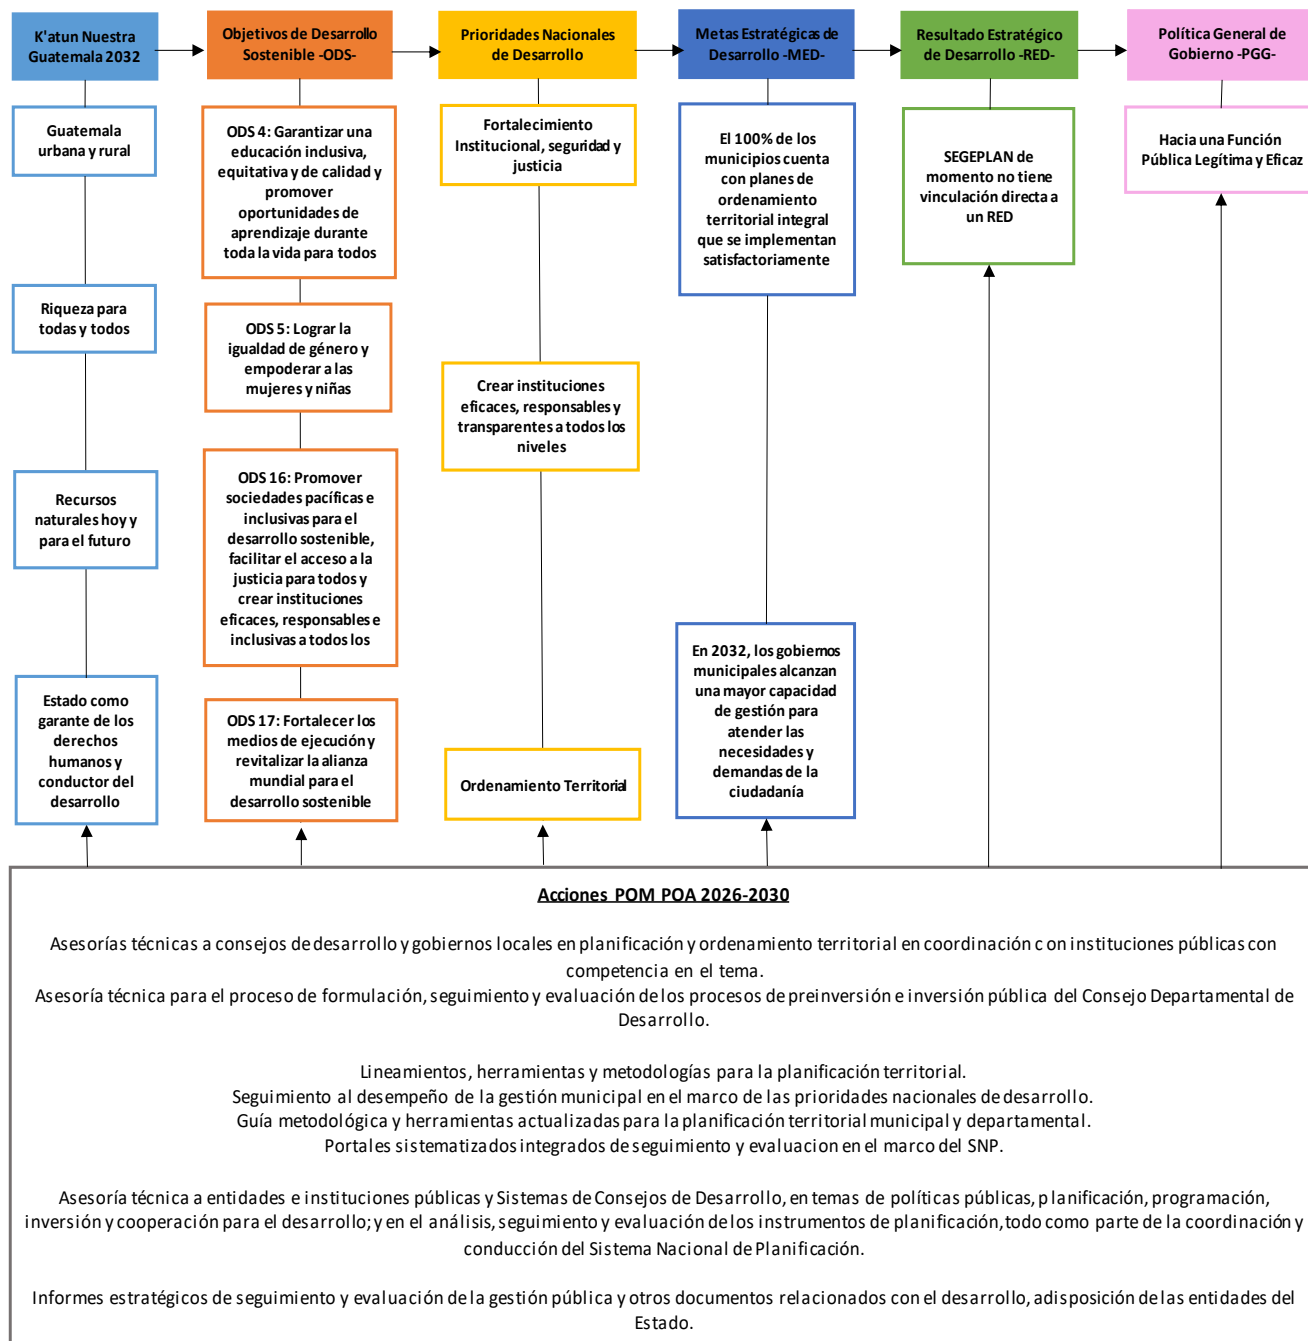 K'atun Nuestra
Guatemala 2032
Objetivos de Desarrollo
Sostenible -ODS-
Prioridades Nacionales
de Desarrollo
Metas Estratégicas de
Desarrollo -MED-
Resultado Estratégico
de Desarrollo -RED-
Política General de
Gobierno -PGG-
Guatemala
urbana y rural
Riqueza para
todas y todos
Recursos
naturales hoy y
para el futuro
Estado como
garante de los
derechos
humanos y
conductor del
desarrollo
ODS 4: Garantizar una
educación inclusiva,
equitativa y de calidad y
promover
oportunidades de
aprendizaje durante
toda la vida para todos
ODS 5: Lograr la
igualdad de género y
empoderar a las
mujeres y niñas
ODS 16: Promover
sociedades pacíficas e
inclusivas para el
desarrollo sostenible,
facilitar el acceso a la
justicia para todos y
crear instituciones
eficaces, responsables e
inclusivas a todos los
ODS 17: Fortalecer los
medios de ejecución y
revitalizar la alianza
mundial para el
desarrollo sostenible
Fortalecimiento
Institucional, seguridad y
justicia
Crear instituciones
eficaces, responsables y
transparentes a todos los
niveles
Ordenamiento Territorial
El 100% de los
municipios cuenta
con planes de
ordenamiento
territorial integral
que se implementan
satisfactoriamente
En 2032, los gobiernos
municipales alcanzan
una mayor capacidad
de gestión para
atender las
necesidades y
demandas de la
ciudadanía
SEGEPLAN de
momento no tiene
vinculación directa a
un RED
Hacia una Función
Pública Legítima y Eficaz
Acciones POM POA 2026-2030
Asesorías técnicas a consejos de desarrollo y gobiernos locales en planificación y ordenamiento territorial en coordinación c on instituciones públicas con
competencia en el tema.
Asesoría técnica para el proceso de formulación, seguimiento y evaluación de los procesos de preinversión e inversión pública del Consejo Departamental de
Desarrollo.
Lineamientos, herramientas y metodologías para la planificación territorial.
Seguimiento al desempeño de la gestión municipal en el marco de las prioridades nacionales de desarrollo.
Guía metodológica y herramientas actualizadas para la planificación territorial municipal y departamental.
Portales sistematizados integrados de seguimiento y evaluacion en el marco del SNP.
Asesoría técnica a entidades e instituciones públicas y Sistemas de Consejos de Desarrollo, en temas de políticas públicas, p lanificación, programación,
inversión y cooperación para el desarrollo; y en el análisis, seguimiento y evaluación de los instrumentos de planificación, todo como parte de la coordinación y
conducción del Sistema Nacional de Planificación.
Informes estratégicos de seguimiento y evaluación de la gestión pública y otros documentos relacionados con el desarrollo, a disposición de las entidades del
Estado.